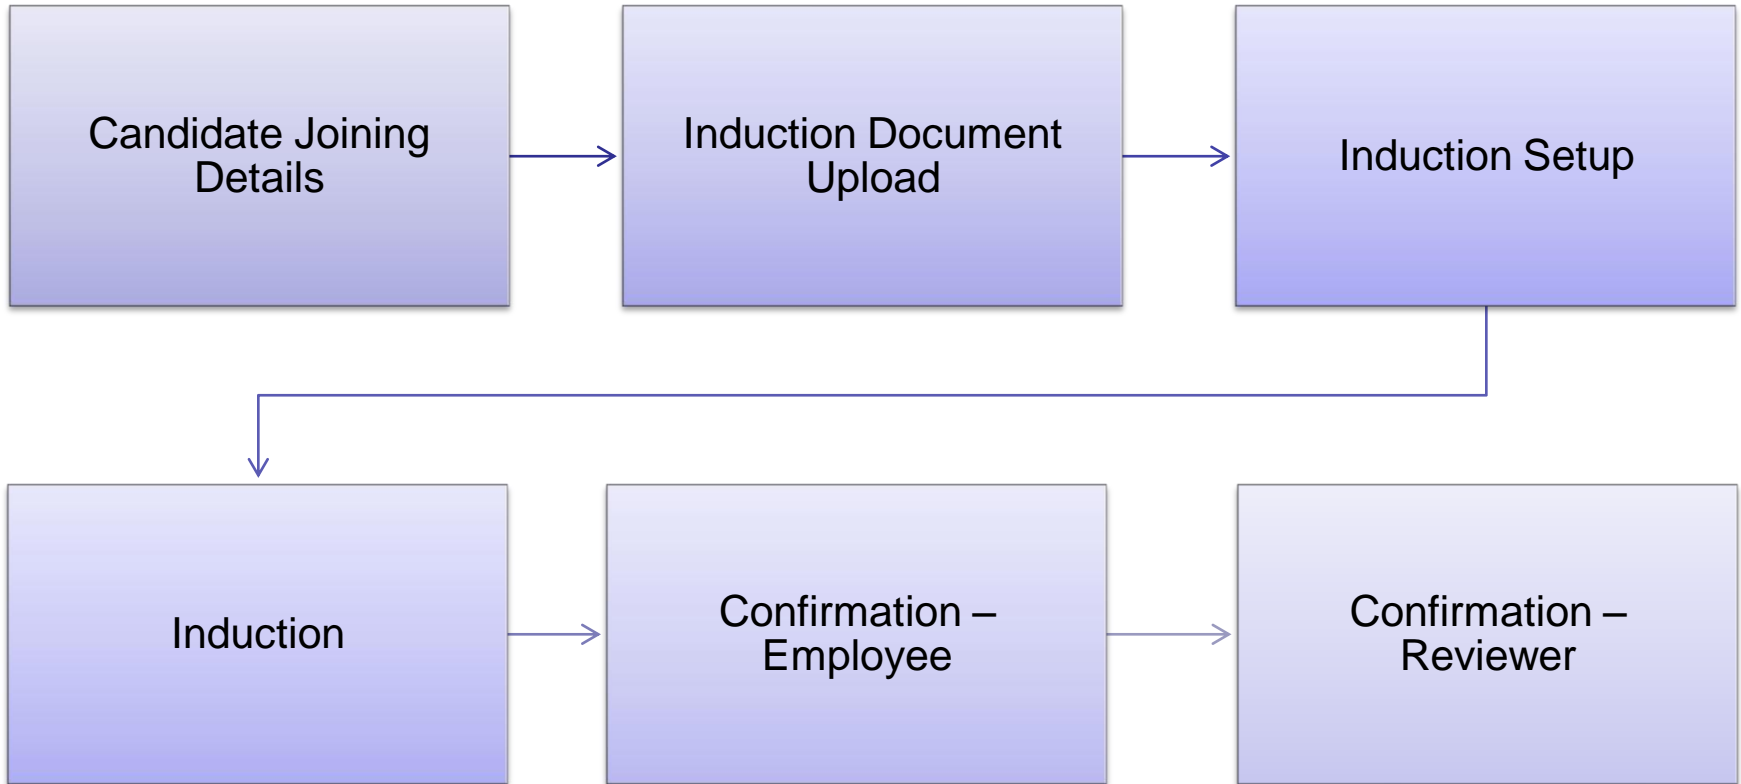 Candidate Joining
Details
Induction Document
Upload
Induction Setup
Induction
Confirmation –
Employee
Confirmation –
Reviewer